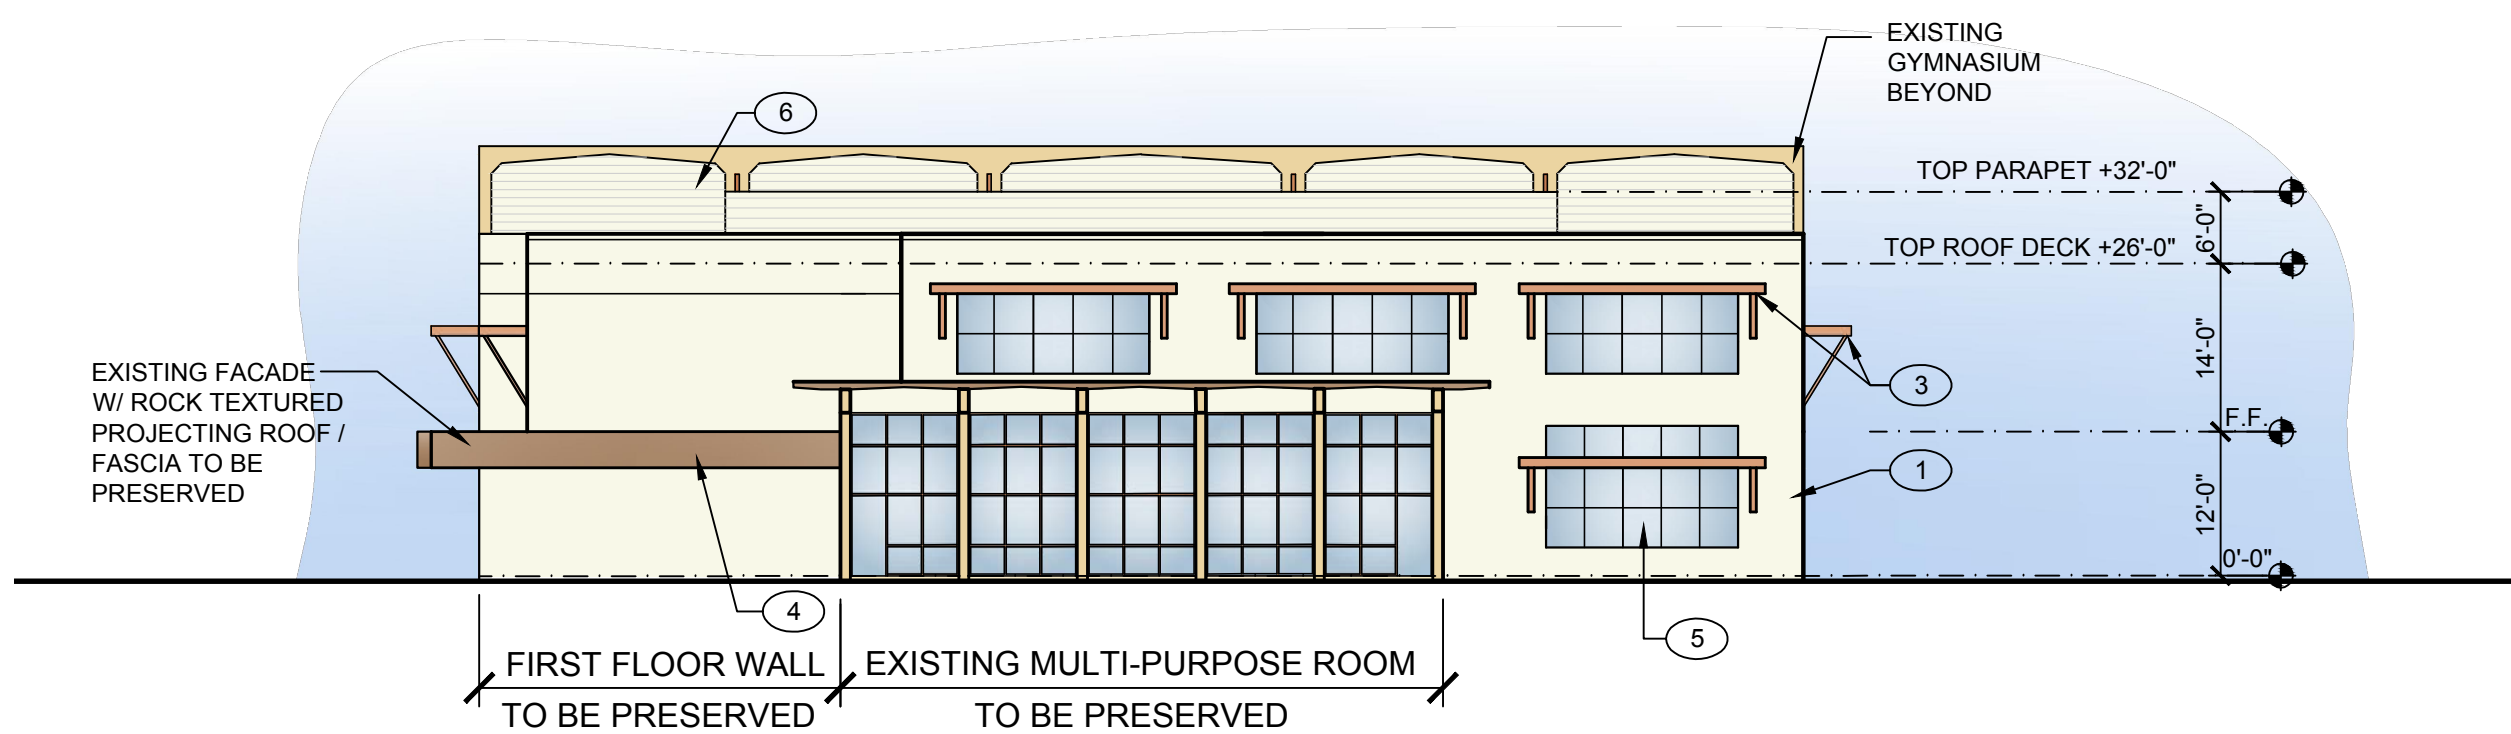 EXISTING
GYMNASIUM
BEYOND
6
TOP PARAPET +32'-0"
6'-0"
TOP ROOF DECK +26'-0"
14'-0"
EXISTING FACADE
W/ ROCK TEXTURED
PROJECTING ROOF /
FASCIA TO BE
PRESERVED
3
F.F.
1
12'-0"
0'-0"
4
5
FIRST FLOOR WALL
TO BE PRESERVED
EXISTING MULTI-PURPOSE ROOM
TO BE PRESERVED